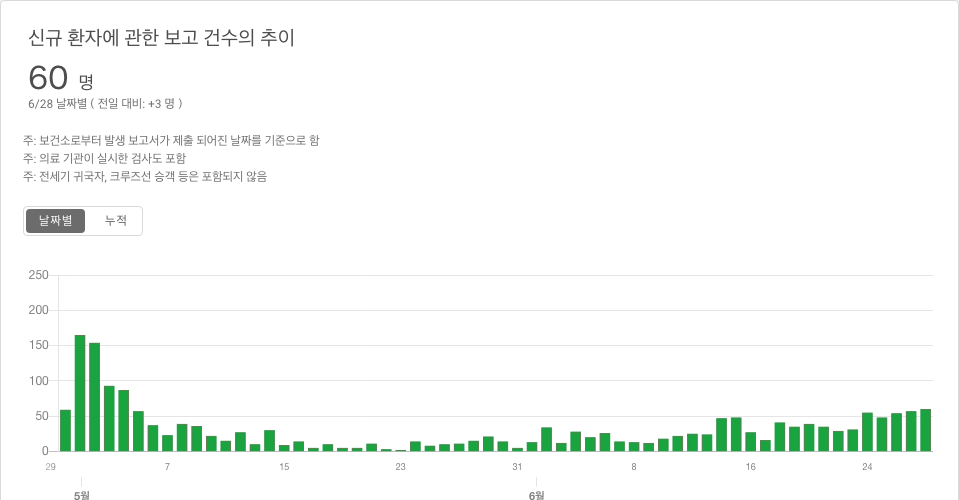 신규 환자에 관한 보고 건수의 추이
60 명
6/28 날짜별 ( 전일 대비: +3 명 )
주: 보건소로부터 발생 보고서가 제출 되어진 날짜를 기준으로 함
주: 의료 기관이 실시한 검사도 포함
주: 전세기 귀국자, 크루즈선 승객 등은 포함되지 않음
날짜별 누적
250
200
150
100
50
0
29 7 15 23 31 8 16 24
5월 6월